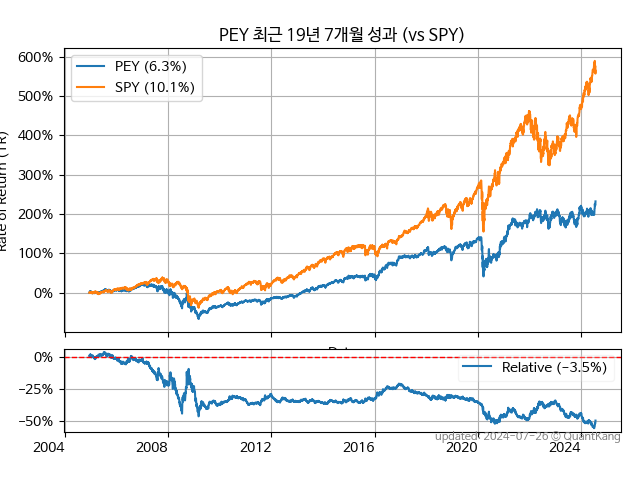 PEY 최근 19년 7개월 성과 (vs SPY)
600%
500%
400%
300%
200%
100%
0%
Rate of Return (TR)
PEY (6.3%)
SPY (10.1%)
0%
−25%
−50%
Relative (−3.5%)
2004
2008
2012
2016
2020
2024
updated: 2024-07-26 © QuantKang